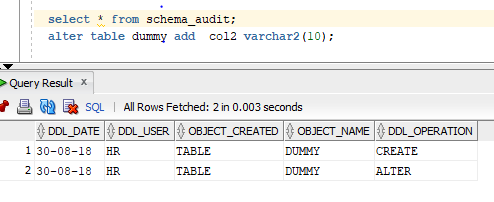 select * from schema_audit;
alter table dummy add  col2 varchar2(10);
Query Result ×
SQL | All Rows Fetched: 2 in 0.003 seconds
DDL_DATE DDL_USER OBJECT_CREATED OBJECT_NAME DDL_OPERATION
1 30-08-18 HR TABLE DUMMY CREATE
2 30-08-18 HR TABLE DUMMY ALTER